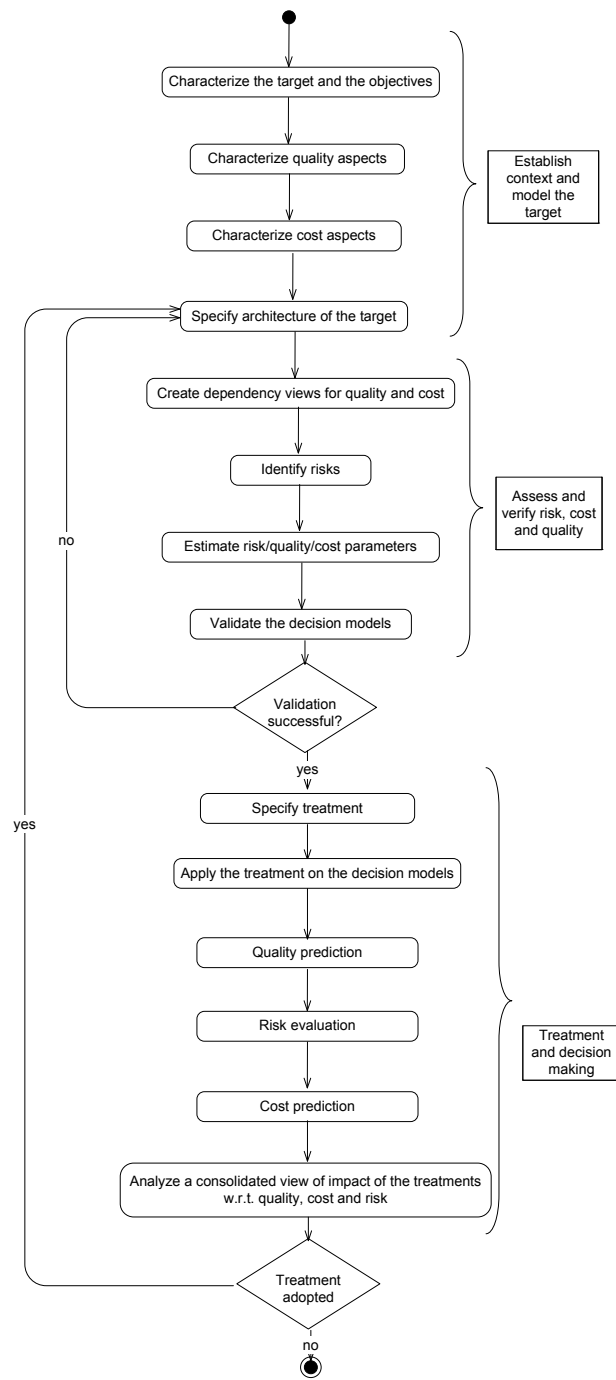 Characterize the target and the objectives
Characterize quality aspects
Establish
context and
model the
target
Characterize cost aspects
Specify architecture of the target
Create dependency views for quality and cost
Identify risks
Assess and
verify risk, cost
and quality
no
Estimate risk/quality/cost parameters
Validate the decision models
Validation
successful?
yes
Specify treatment
yes
Apply the treatment on the decision models
Quality prediction
Risk evaluation
Treatment
and decision
making
Cost prediction
Analyze a consolidated view of impact of the treatments
w.r.t. quality, cost and risk
Treatment
adopted
no